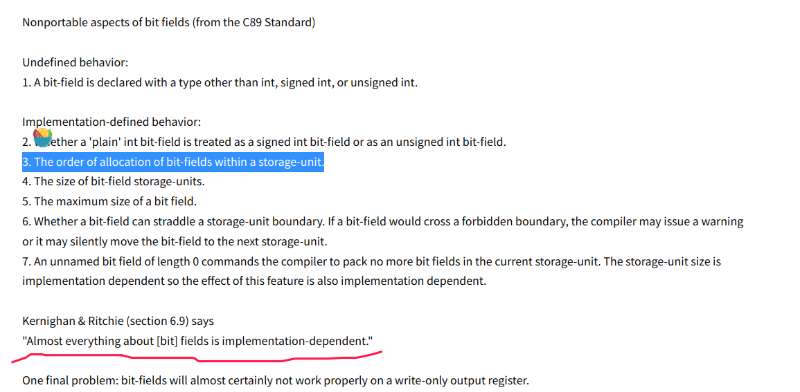 Nonportable aspects of bit fields (from the C89 Standard)
Undefined behavior:
1. A bit-field is declared with a type other than int, signed int, or unsigned int.
Implementation-defined behavior:
2. Whether a 'plain' int bit-field is treated as a signed int bit-field or as an unsigned int bit-field.
3. The order of allocation of bit-fields within a storage-unit.
4. The size of bit-field storage-units.
5. The maximum size of a bit field.
6. Whether a bit-field can straddle a storage-unit boundary. If a bit-field would cross a forbidden boundary, the compiler may issue a warning
or it may silently move the bit-field to the next storage-unit.
7. An unnamed bit field of length 0 commands the compiler to pack no more bit fields in the current storage-unit. The storage-unit size is
implementation dependent so the effect of this feature is also implementation dependent.
Kernighan & Ritchie (section 6.9) says
"Almost everything about [bit] fields is implementation-dependent."
One final problem: bit-fields will almost certainly not work properly on a write-only output register.